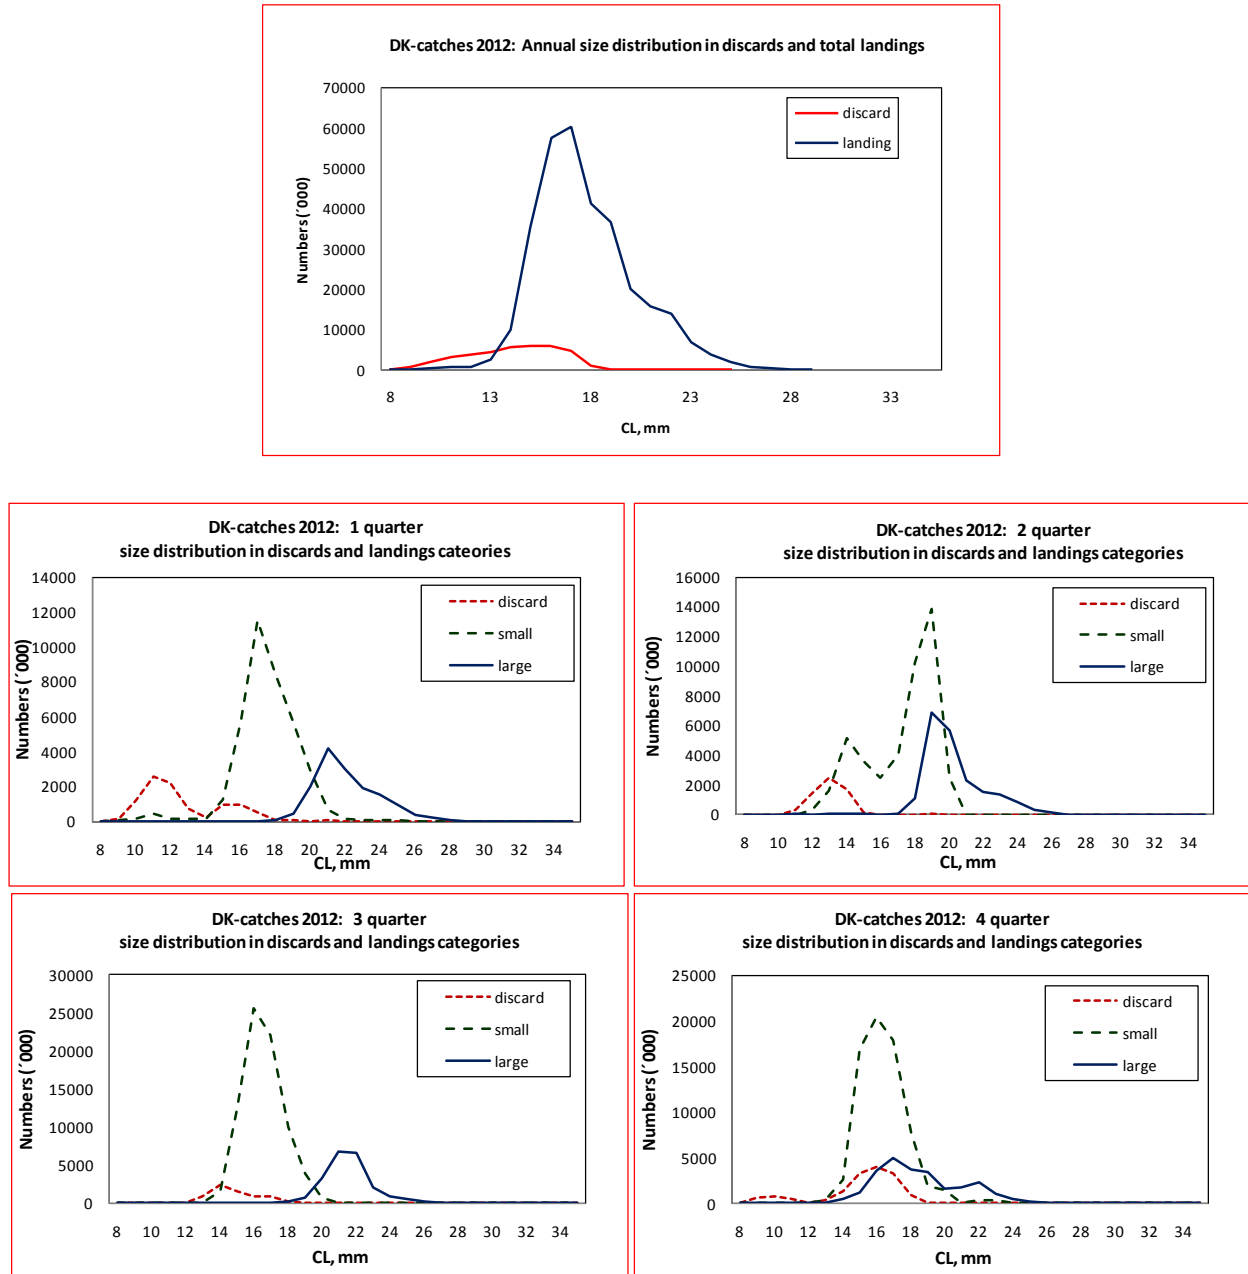 DK-catches 2012: Annual size distribution in discards and total landings
70000
60000
50000
40000
30000
20000
10000
0
Numbers (´000)
discard
landing
8 13 18 23 28 33
CL, mm
DK-catches 2012: 1 quarter
size distribution in discards and landings cateories
14000
12000
10000
8000
6000
4000
2000
0
Numbers (´000)
discard
small
large
8 10 12 14 16 18 20 22 24 26 28 30 32 34
CL, mm
DK-catches 2012: 2 quarter
size distribution in discards and landings categories
16000
14000
12000
10000
8000
6000
4000
2000
0
Numbers (´000)
discard
small
large
8 10 12 14 16 18 20 22 24 26 28 30 32 34
CL, mm
DK-catches 2012: 3 quarter
size distribution in discards and landings categories
30000
25000
20000
15000
10000
5000
0
Numbers (´000)
discard
small
large
8 10 12 14 16 18 20 22 24 26 28 30 32 34
CL, mm
DK-catches 2012: 4 quarter
size distribution in discards and landings categories
25000
20000
15000
10000
5000
0
Numbers (´000)
discard
small
large
8 10 12 14 16 18 20 22 24 26 28 30 32 34
CL, mm